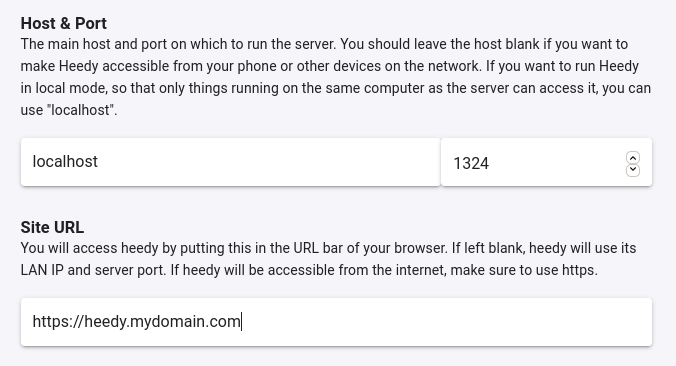 Host & Port
The main host and port on which to run the server. You should leave the host blank if you want to
make Heedy accessible from your phone or other devices on the network. If you want to run Heedy
in local mode, so that only things running on the same computer as the server can access it, you can
use "localhost".
localhost
1324
Site URL
You will access heedy by putting this in the URL bar of your browser. If left blank, heedy will use its
LAN IP and server port. If heedy will be accessible from the internet, make sure to use https.
https://heedy.mydomain.com